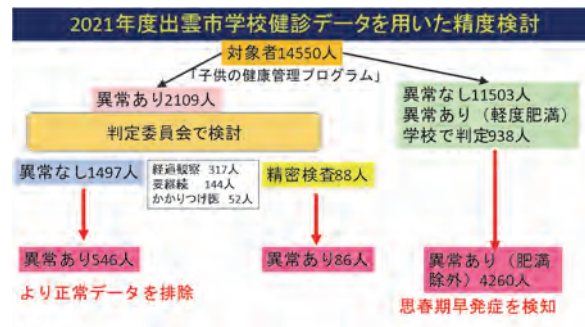 2021年度出雲市学校健診データを用いた精度検討
対象者14550人
「子供の健康管理プログラム」
異常あり2109人
判定委員会で検討
異常なし11503人
異常あり（軽度肥満）
学校で判定938人
異常なし1497人
経過観察 317人
要継続 144人
かかりつけ医 52人
精密検査88人
異常あり546人
異常あり86人
異常あり（肥満
除外）4260人
より正常データを排除
思春期早発症を検知